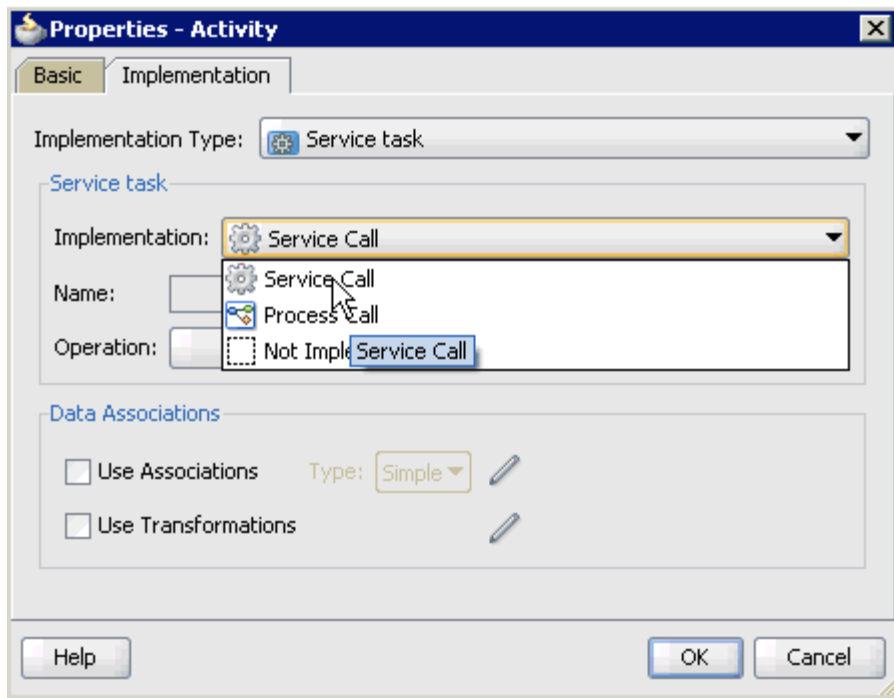 Properties - Activity
Basic Implementation
Implementation Type: Service task
Service task
Implementation: Service Call
Service Call
Name:
Process Call
Operation:
Not Imple
Service Call
Data Associations
Use Associations Type: Simple
Use Transformations
Help OK Cancel